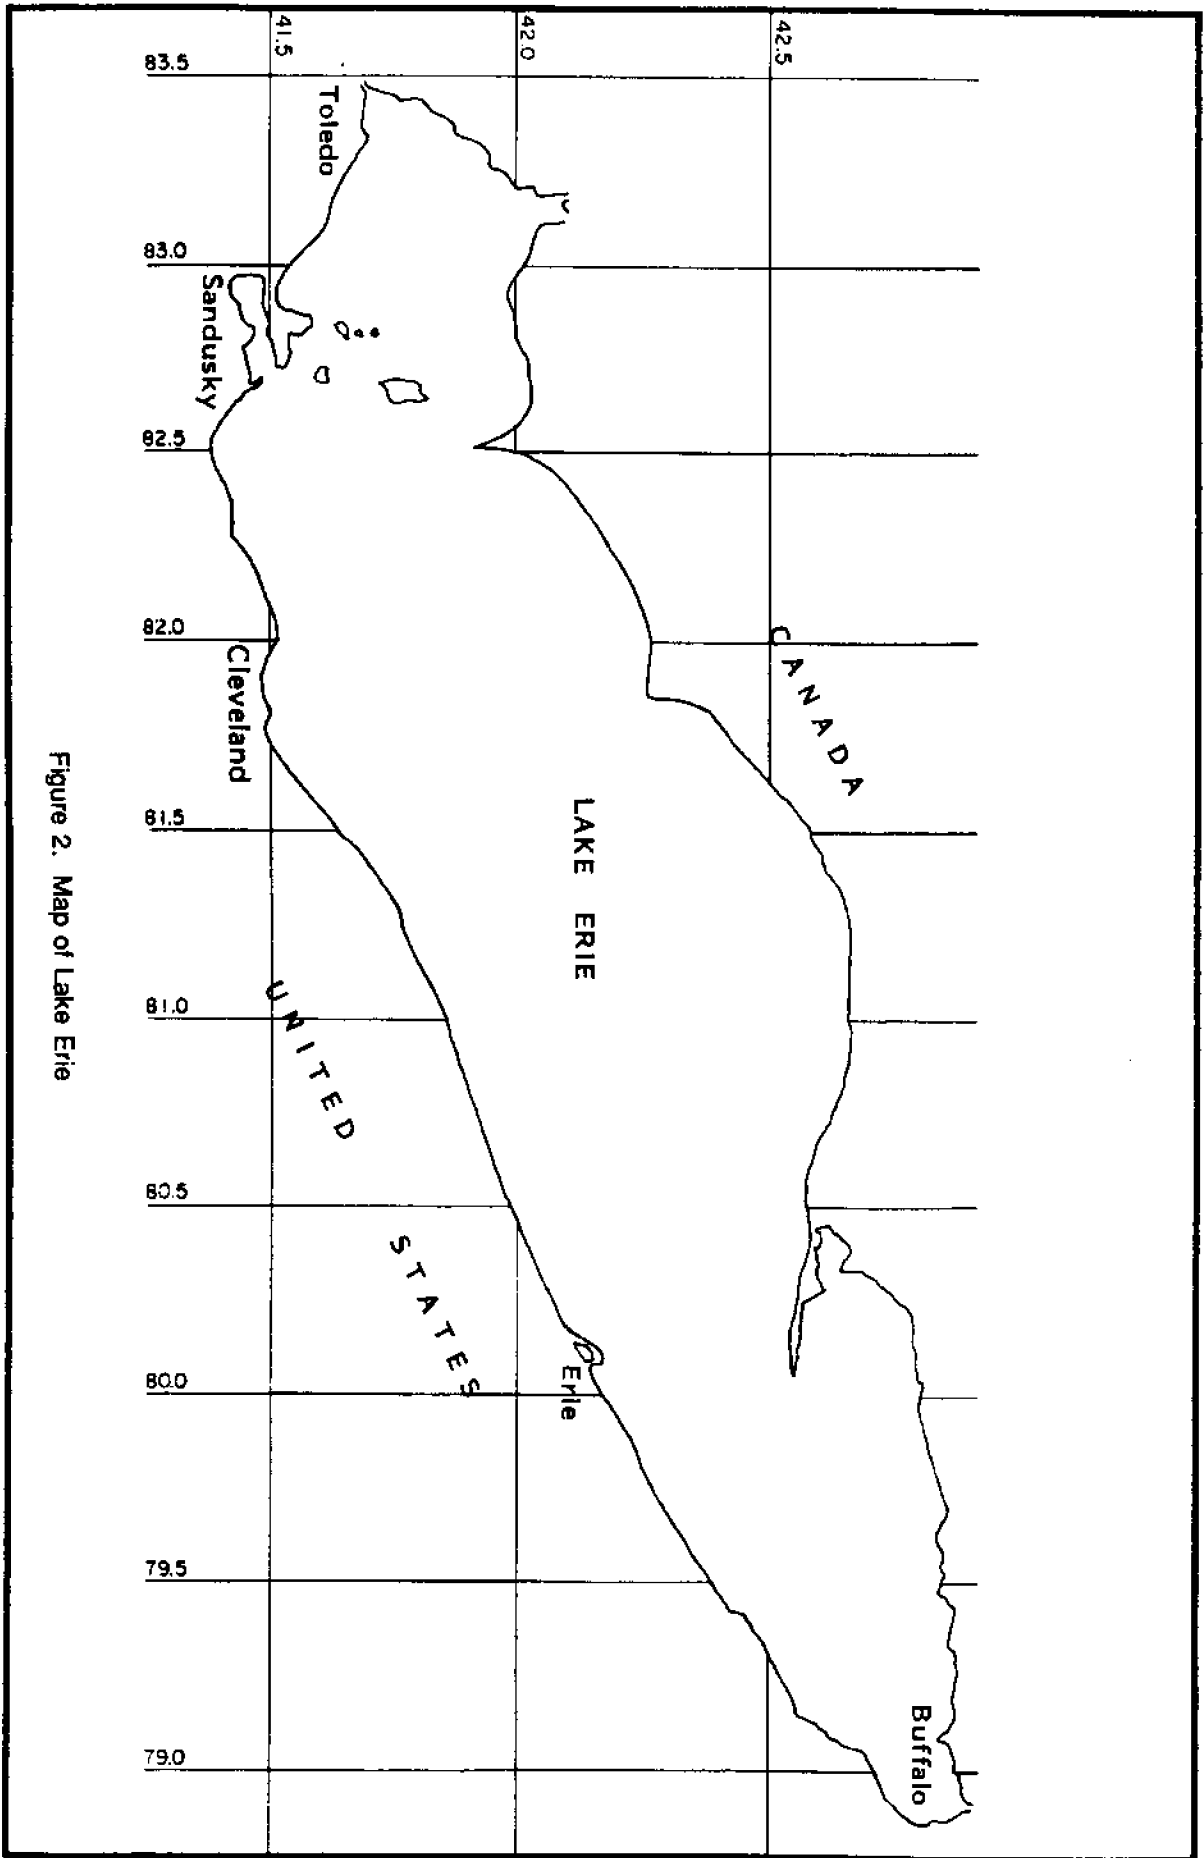 42.5
42.0
41.5
83.5
83.0
82.5
82.0
81.5
81.0
80.5
80.0
79.5
79.0
CANADA
LAKE ERIE
UNITED STATES
Toledo
Sandusky
Cleveland
Erie
Buffalo
Figure 2. Map of Lake Erie